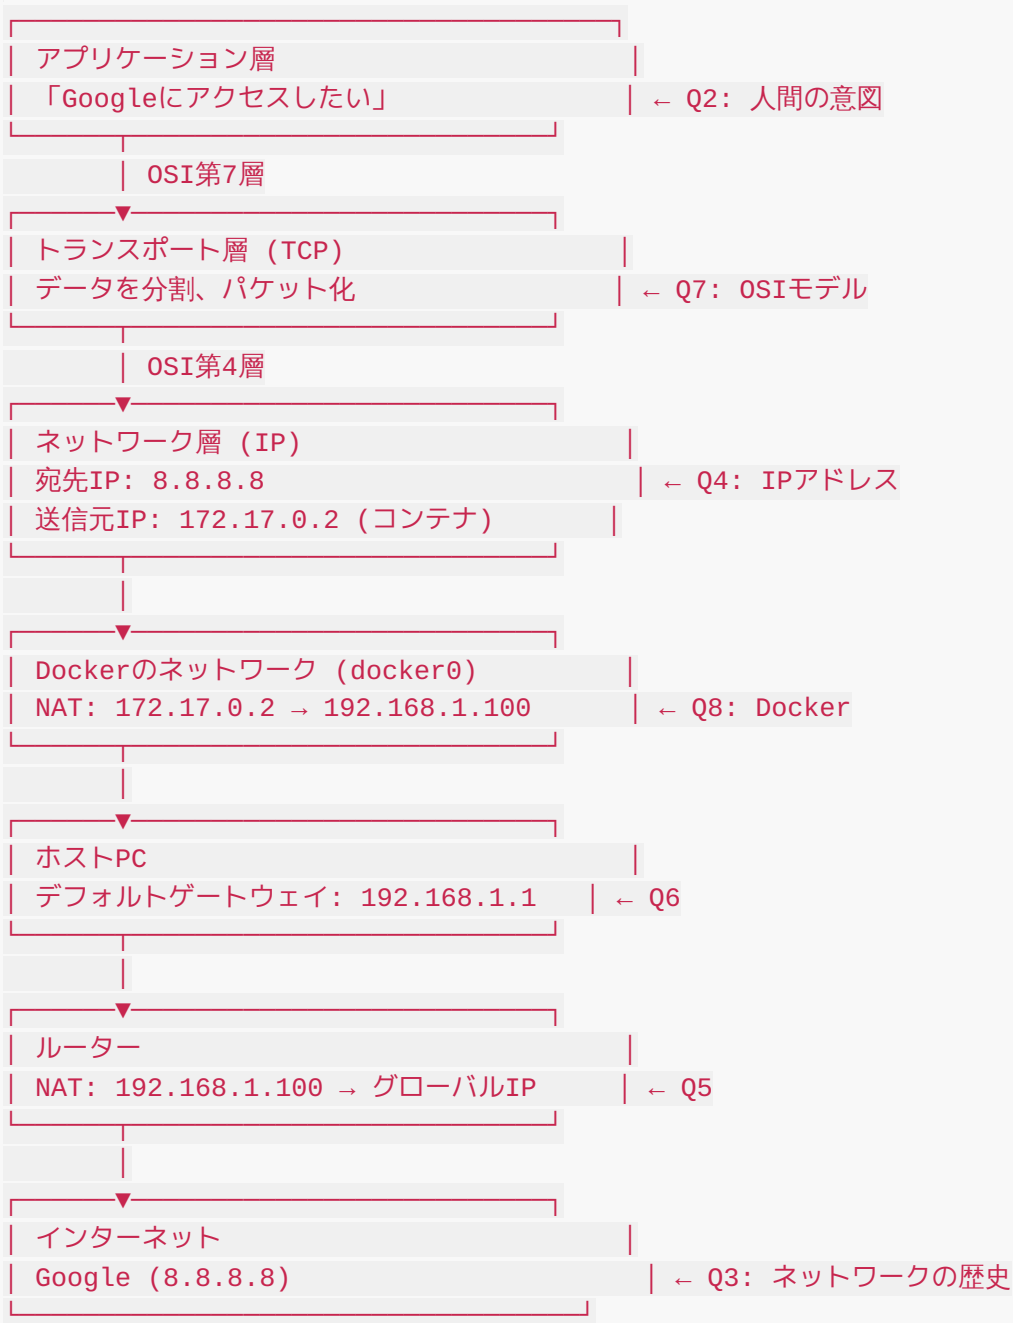 アプリケーション層
「Googleにアクセスしたい」 ← Q2: 人間の意図
OSI第7層
トランスポート層 (TCP)
データを分割、パケット化 ← Q7: OSIモデル
OSI第4層
ネットワーク層 (IP)
宛先IP: 8.8.8.8 ← Q4: IPアドレス
送信元IP: 172.17.0.2 (コンテナ)
Dockerのネットワーク (docker0)
NAT: 172.17.0.2 → 192.168.1.100 ← Q8: Docker
ホストPC
デフォルトゲートウェイ: 192.168.1.1 ← Q6
ルーター
NAT: 192.168.1.100 → グローバルIP ← Q5
インターネット
Google (8.8.8.8) ← Q3: ネットワークの歴史